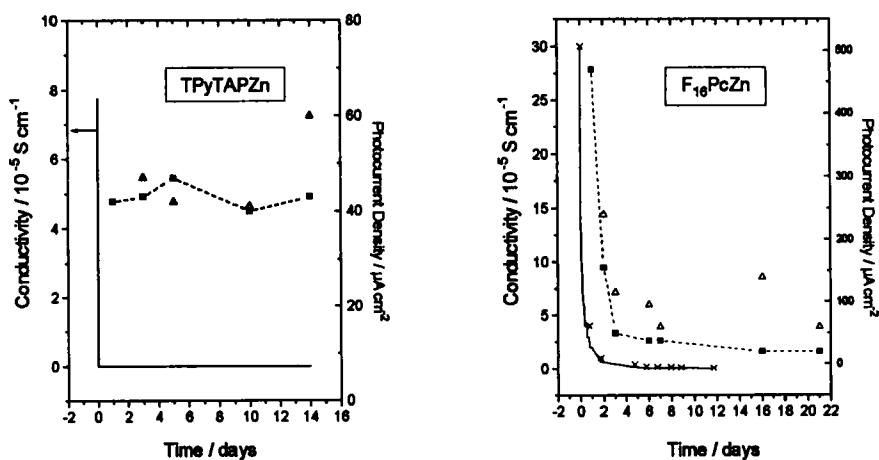 TPyTAPZn
Conductivity / 10⁻⁵ S cm⁻¹
10
8
6
4
2
0
80
60
40
20
0
Photocurrent Density / µA cm⁻²
-2 0 2 4 6 8 10 12 14 16
Time / days
F₁₆PcZn
Conductivity / 10⁻⁵ S cm⁻¹
30
25
20
15
10
5
0
500
300
200
100
0
Photocurrent Density / µA cm⁻²
-2 0 2 4 6 8 10 12 14 16 18 20 22
Time / days